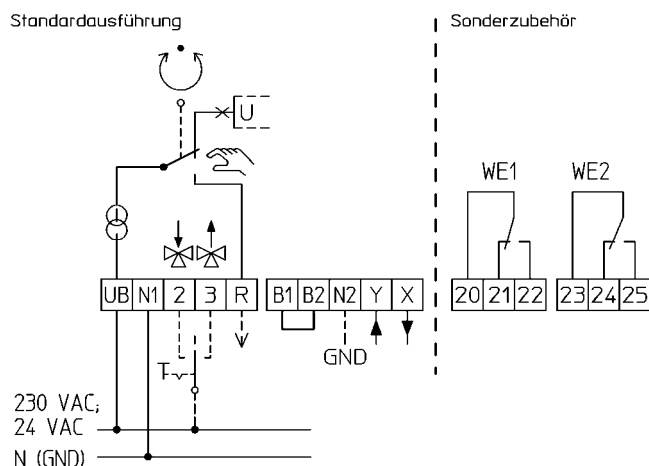 Standardausführung
Sonderzubehör
U
WE1 WE2
UB N1 2 3 R B1 B2 N2 Y X 20 21 22 23 24 25
GND
230 VAC;
24 VAC
N (GND)